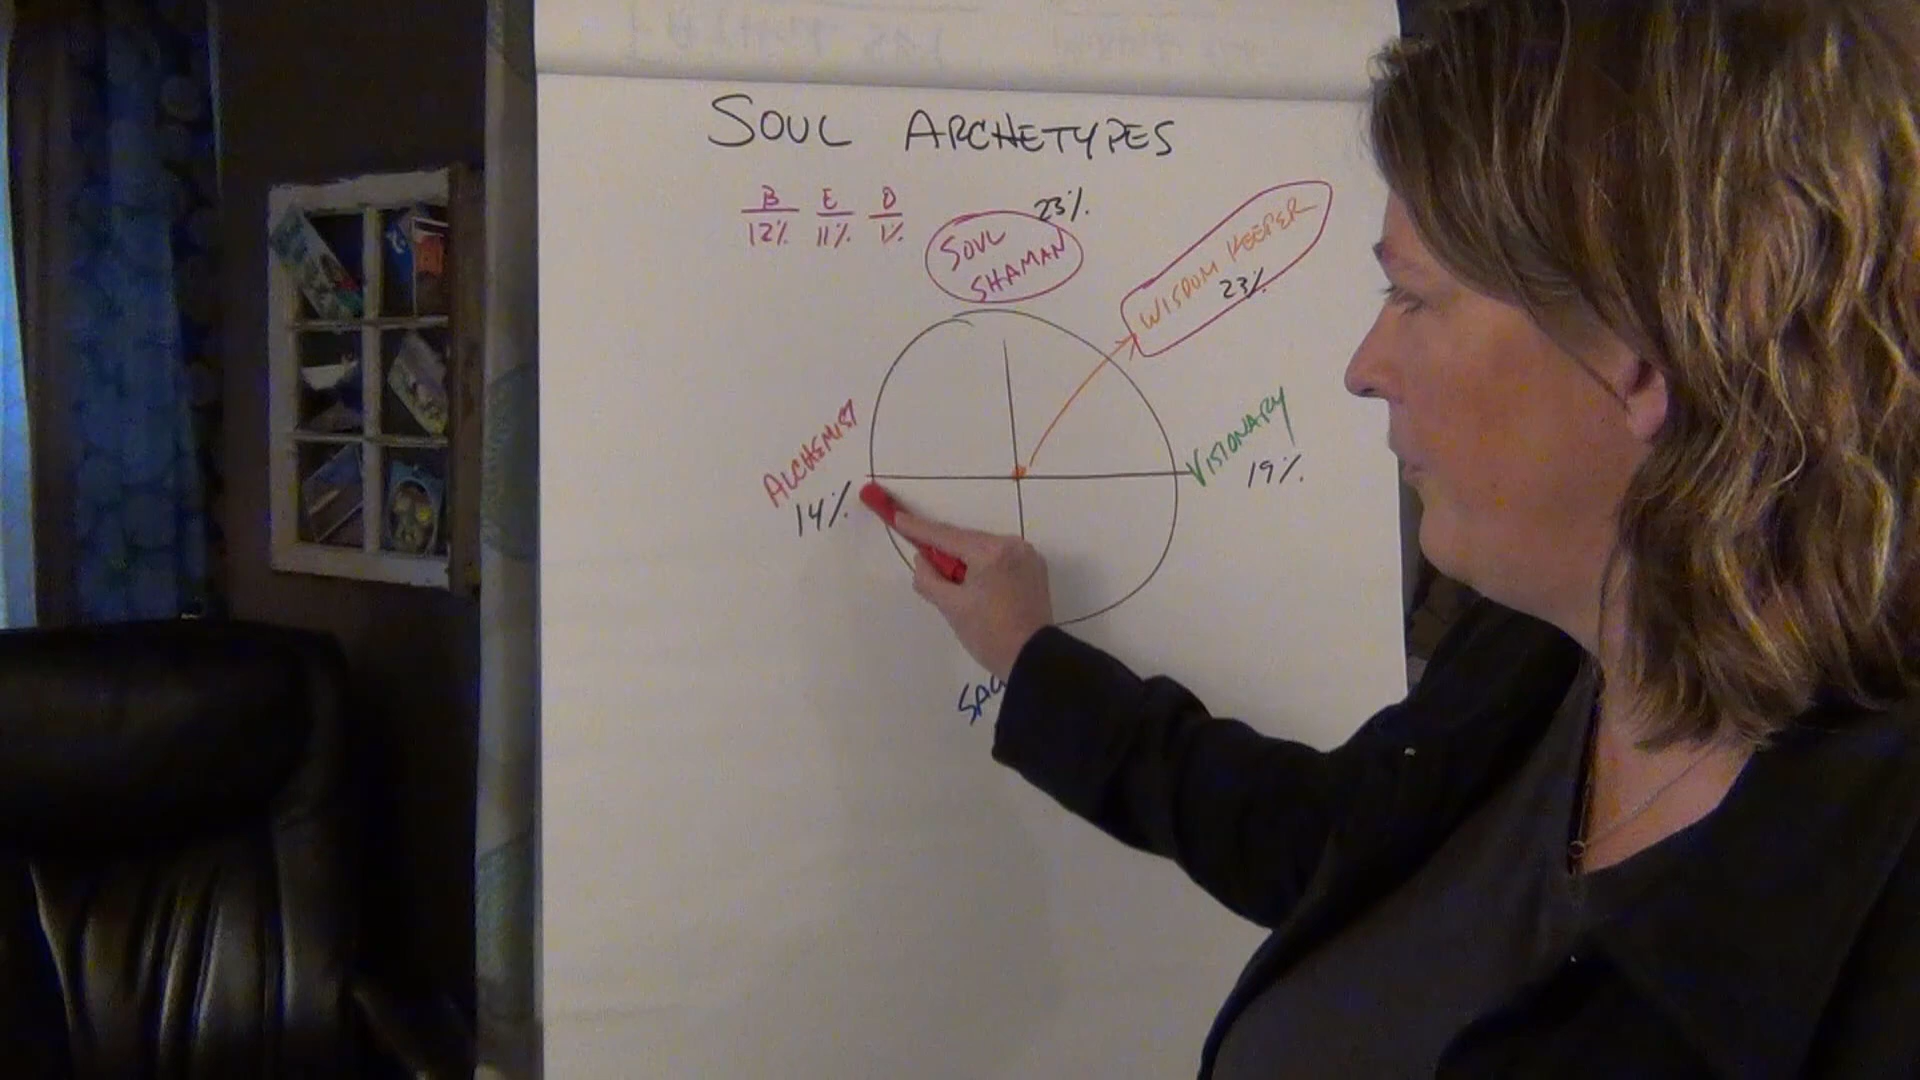 SOUL ARCHETYPES
B E D
12% 11% 1%
23%
SOUL
SHAMAN
WISDOM KEEPER
23%
ALCHEMIST
14%
VISIONARY
19%